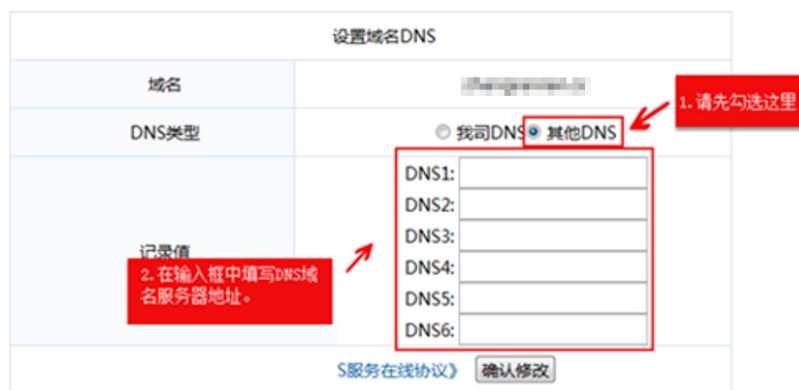 设置域名DNS
域名
DNS类型
我司DNS 其他DNS
1.请先勾选这里
记录值
DNS1:
DNS2:
DNS3:
DNS4:
DNS5:
DNS6:
2.在输入框中填写DNS域
名服务器地址。
S服务在线协议》 确认修改